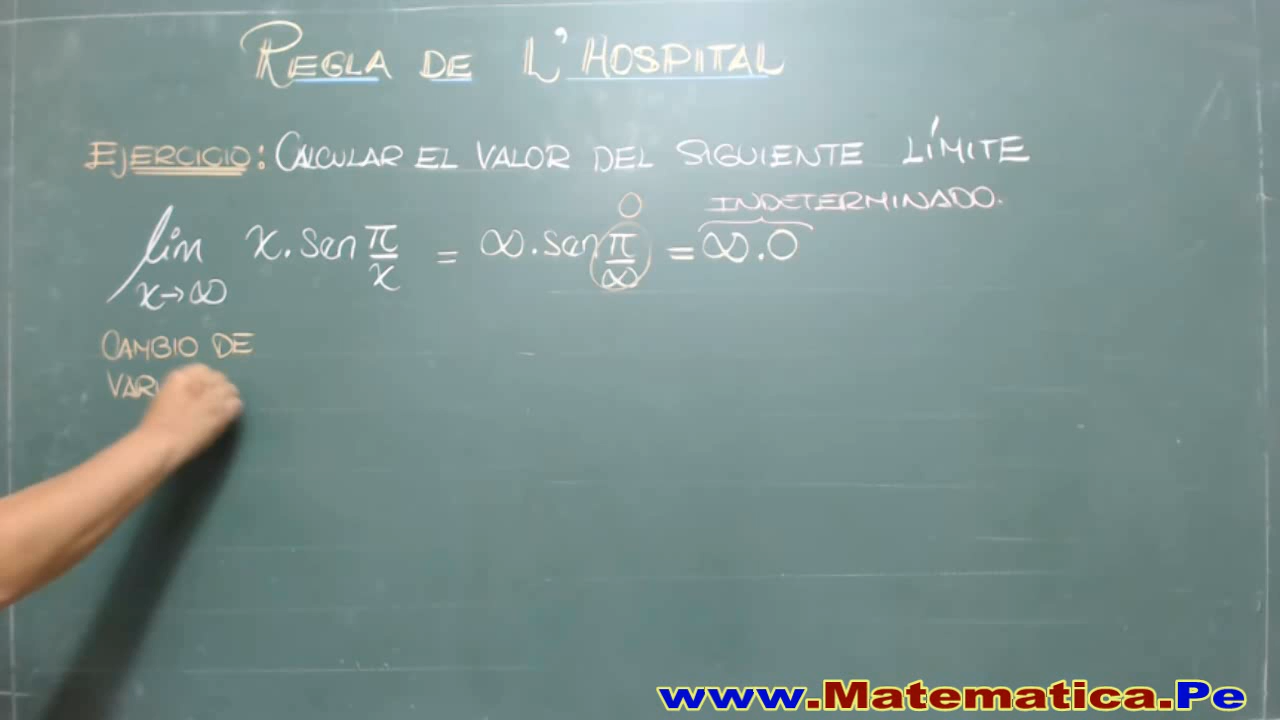 REGLA DE L'HOSPITAL
EJERCICIO: CALCULAR EL VALOR DEL SIGUIENTE LÍMITE
0 INDETERMINADO.
lim x→∞ x. Sen π/x = ∞. Sen π/∞ = ∞.0
CAMBIO DE
www.Matematica.Pe